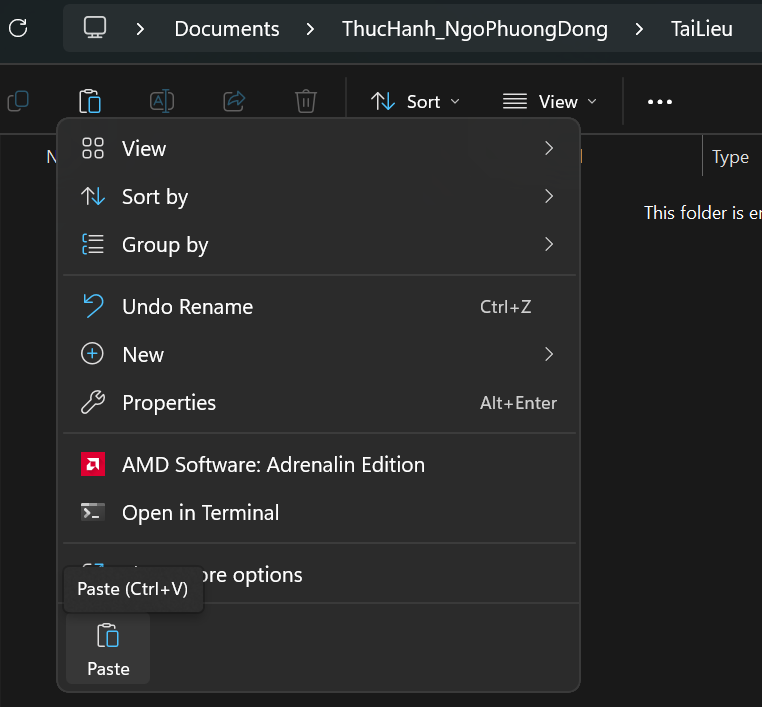 Documents > ThucHanh_NgoPhuongDong > TaiLieu
Sort View
Type
This folder is
View
Sort by
Group by
Undo Rename Ctrl+Z
New
Properties Alt+Enter
AMD Software: Adrenalin Edition
Open in Terminal
options
Paste (Ctrl+V)
Paste